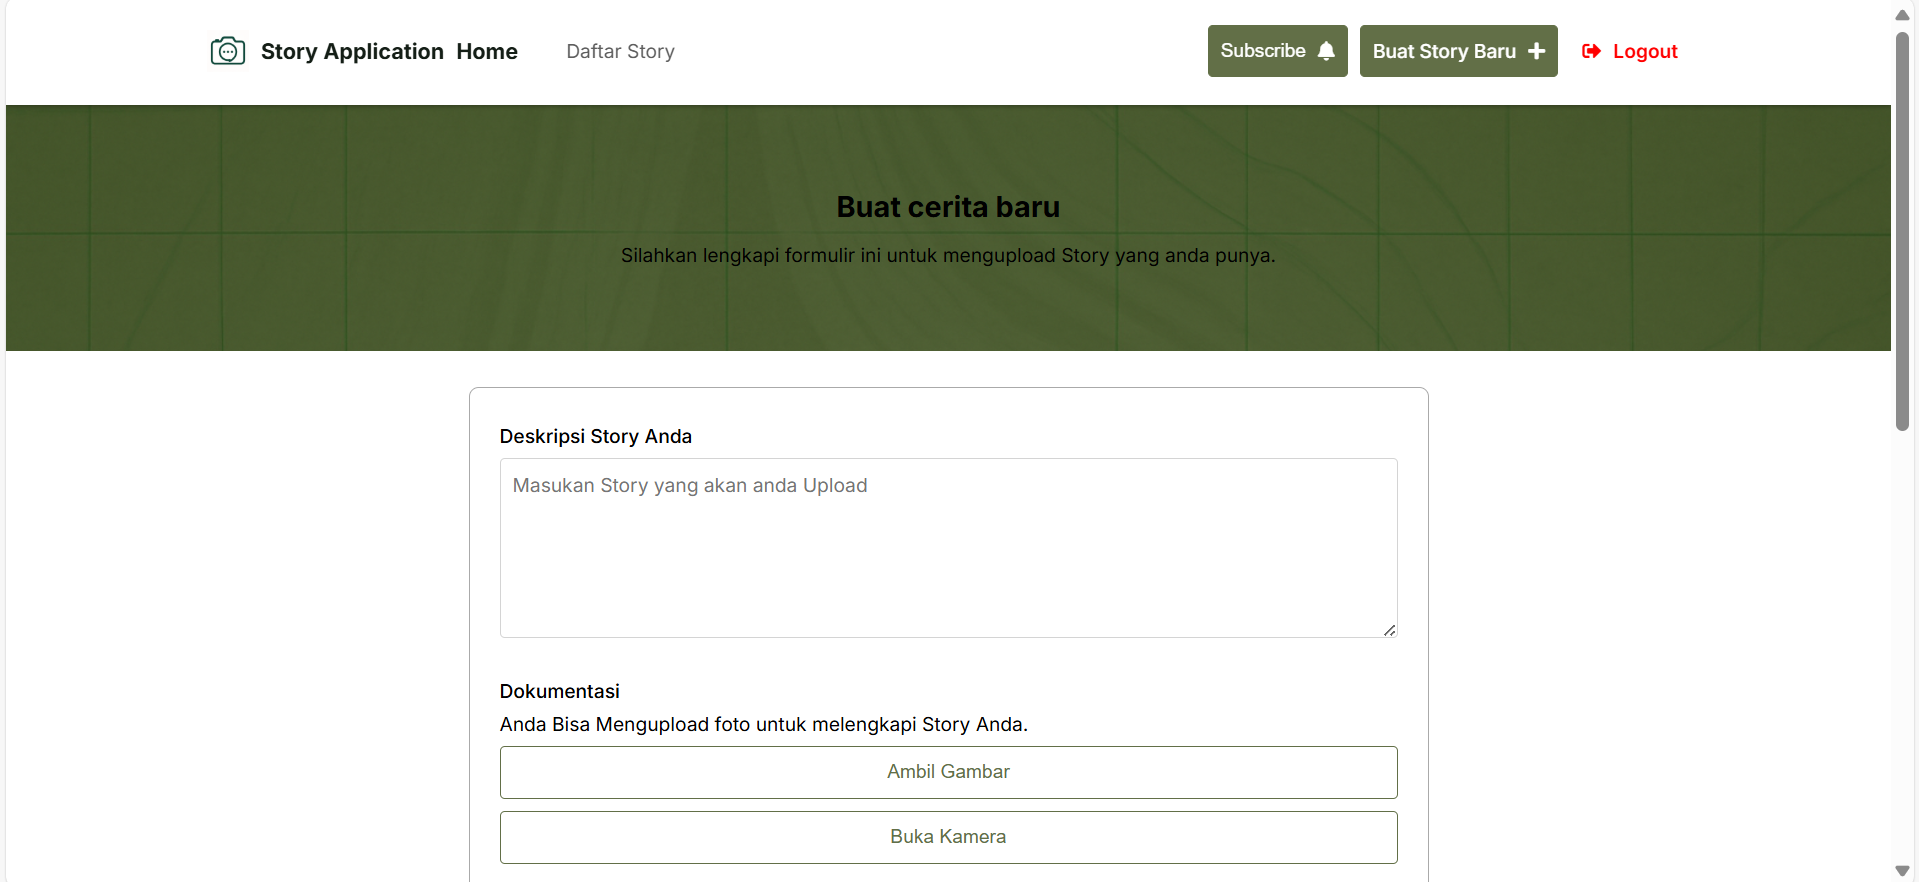 Story Application Home Daftar Story Subscribe Buat Story Baru Logout
Buat cerita baru
Silahkan lengkapi formulir ini untuk mengupload Story yang anda punya.
Deskripsi Story Anda
Masukan Story yang akan anda Upload
Dokumentasi
Anda Bisa Mengupload foto untuk melengkapi Story Anda.
Ambil Gambar
Buka Kamera